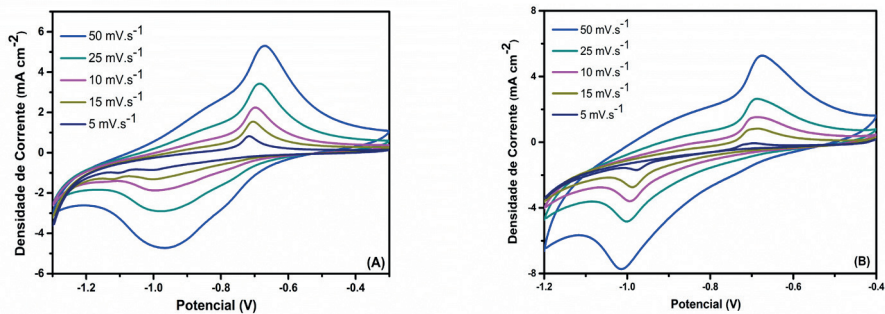 6
4
2
0
-2
-4
-6
Densidade de Corrente (mA cm-2)
50 mV.s-1
25 mV.s-1
10 mV.s-1
15 mV.s-1
5 mV.s-1
(A)
-1.2 -1.0 -0.8 -0.6 -0.4
Potencial (V)
8
4
0
-4
-8
Densidade de Corrente (mA cm-2)
50 mV.s-1
25 mV.s-1
10 mV.s-1
15 mV.s-1
5 mV.s-1
(B)
-1.2 -1.0 -0.8 -0.6 -0.4
Potencial (V)